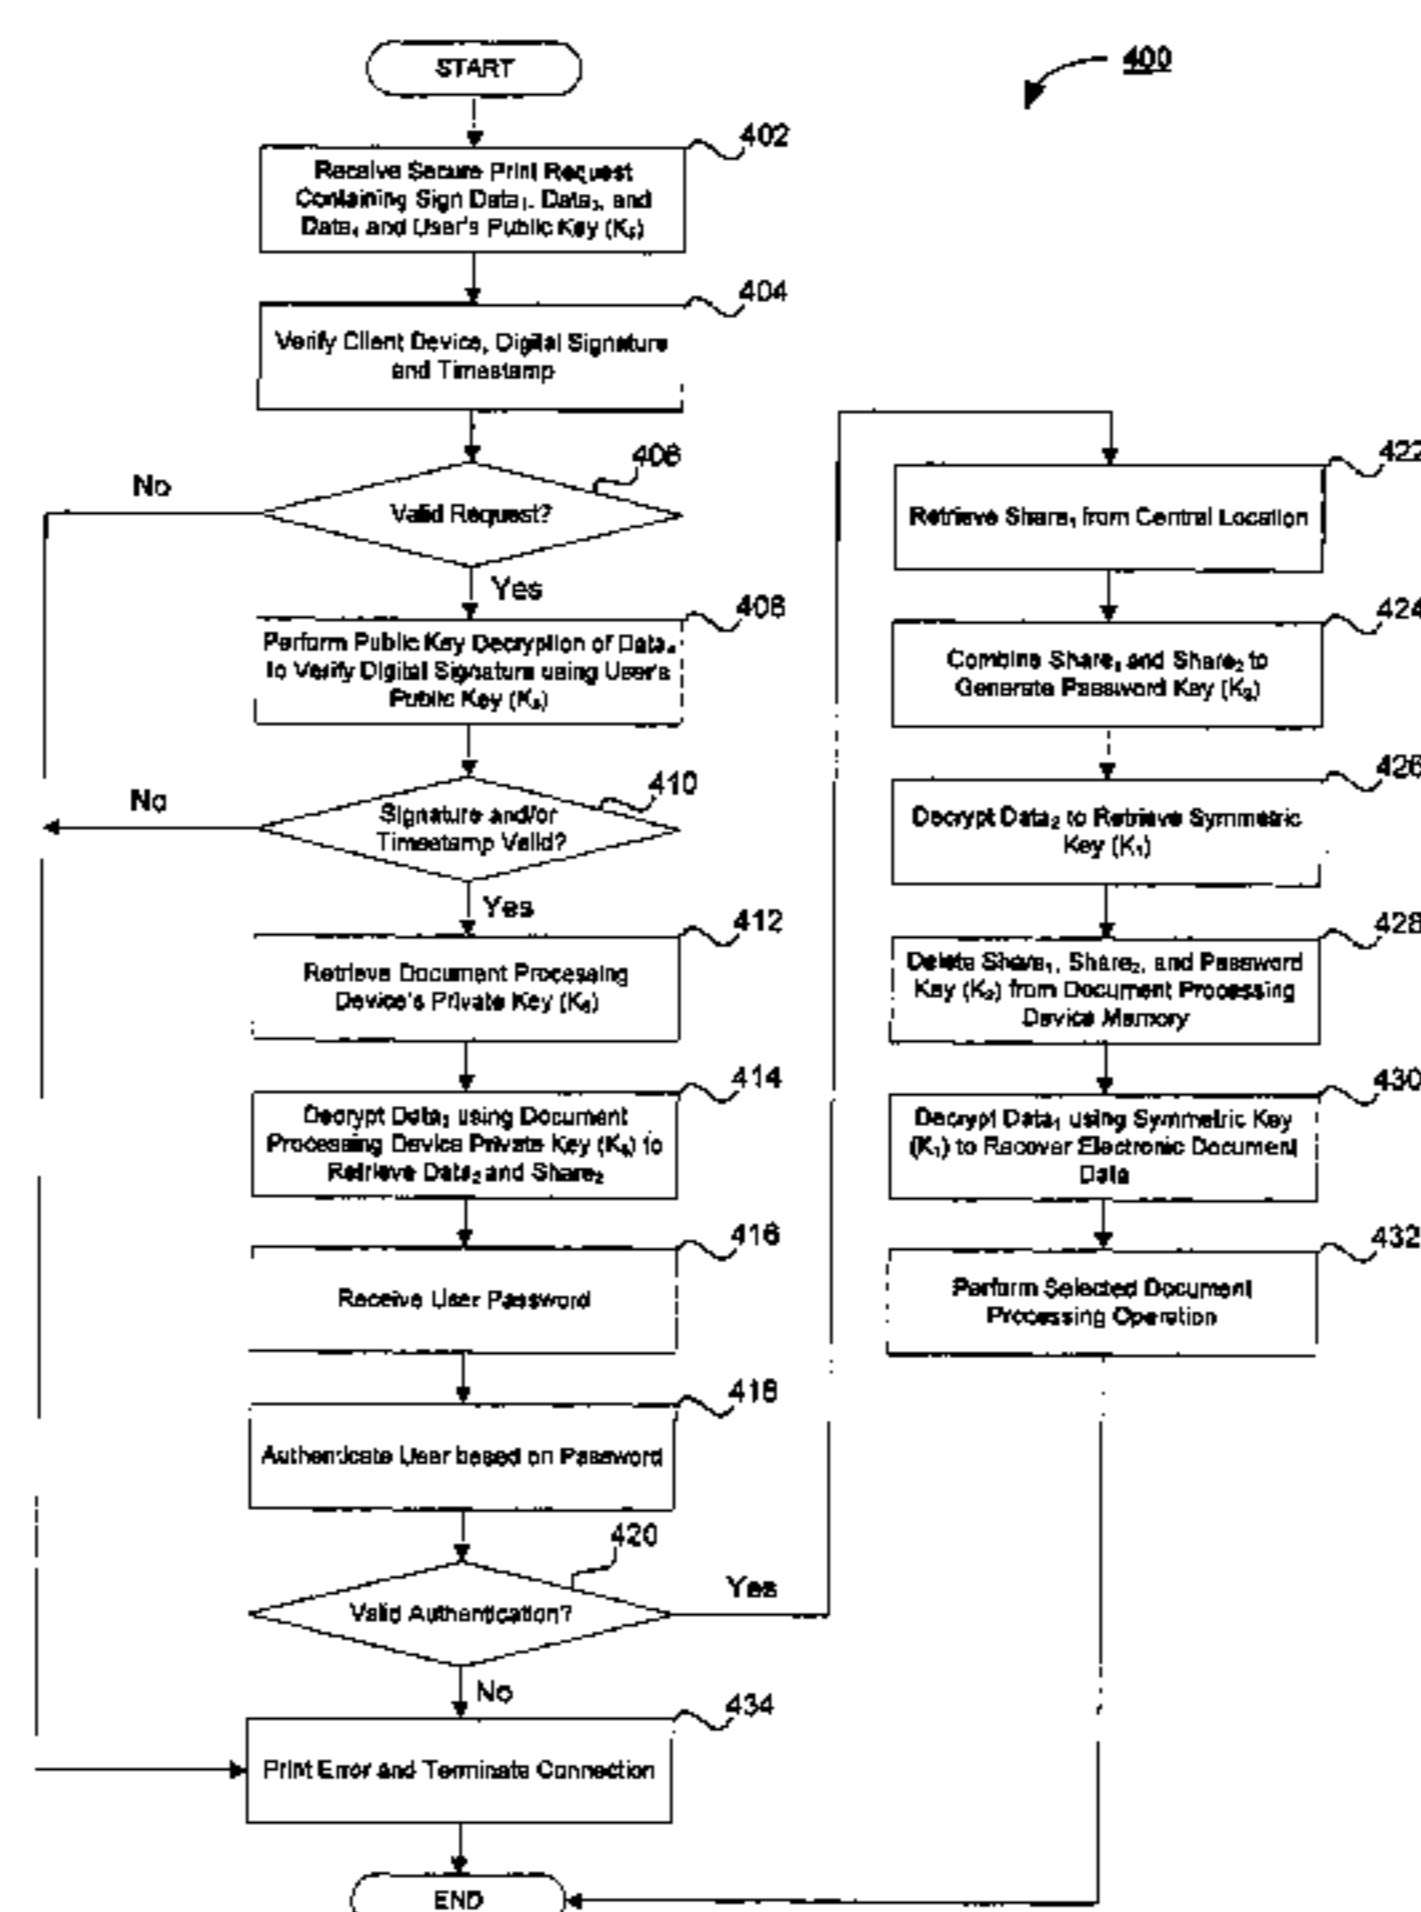 START
400
402
Receive Secure Print Request
Containing Sign Data₁, Data₃, and
Data₄ and User's Public Key (K₅)
404
Verify Client Device, Digital Signature
and Timestamp
406
No
Valid Request?
Yes
408
Perform Public Key Decryption of Data₄
to Verify Digital Signature using User's
Public Key (K₅)
410
No
Signature and/or
Timestamp Valid?
Yes
412
Retrieve Document Processing
Device's Private Key (K₆)
414
Decrypt Data₃ using Document
Processing Device Private Key (K₆) to
Retrieve Data₂ and Share₂
416
Receive User Password
418
Authenticate User based on Password
420
Valid Authentication?
Yes
No
434
Print Error and Terminate Connection
END
422
Retrieve Share₁ from Central Location
424
Combine Share₁ and Share₂ to
Generate Password Key (K₂)
426
Decrypt Data₂ to Retrieve Symmetric
Key (K₁)
428
Delete Share₁, Share₂, and Password
Key (K₂) from Document Processing
Device Memory
430
Decrypt Data₁ using Symmetric Key
(K₁) to Recover Electronic Document
Data
432
Perform Selected Document
Processing Operation